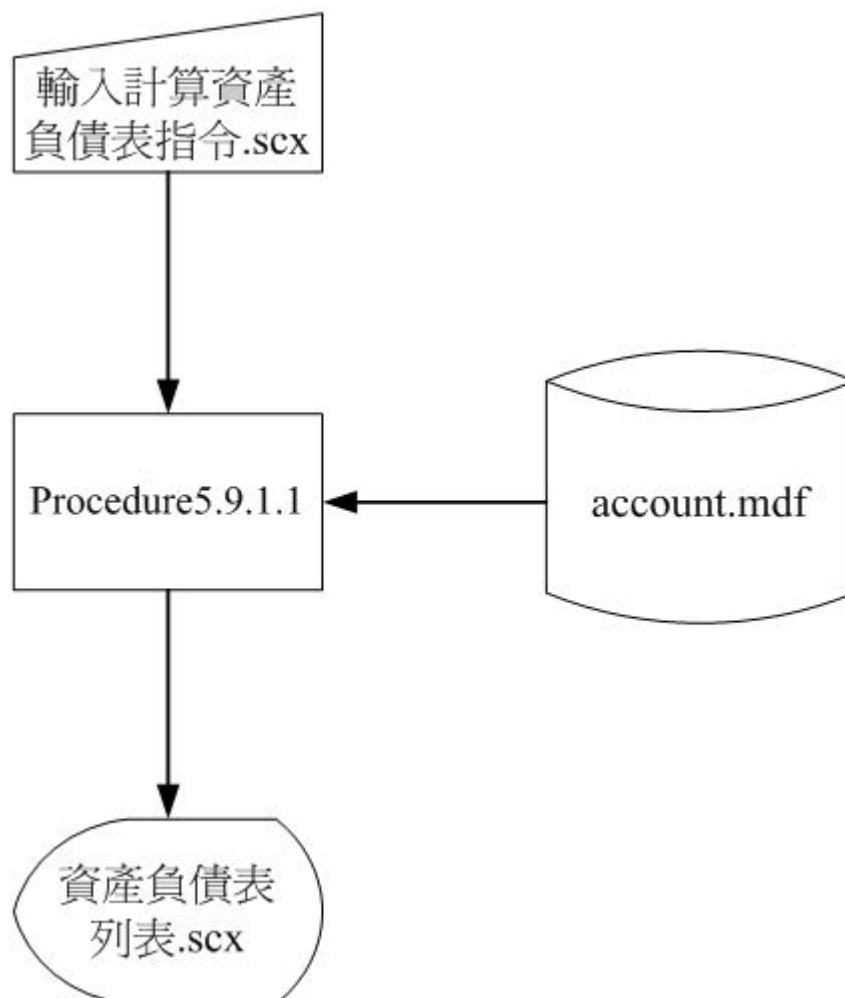 輸入計算資產
負債表指令.scx
Procedure5.9.1.1
account.mdf
資產負債表
列表.scx